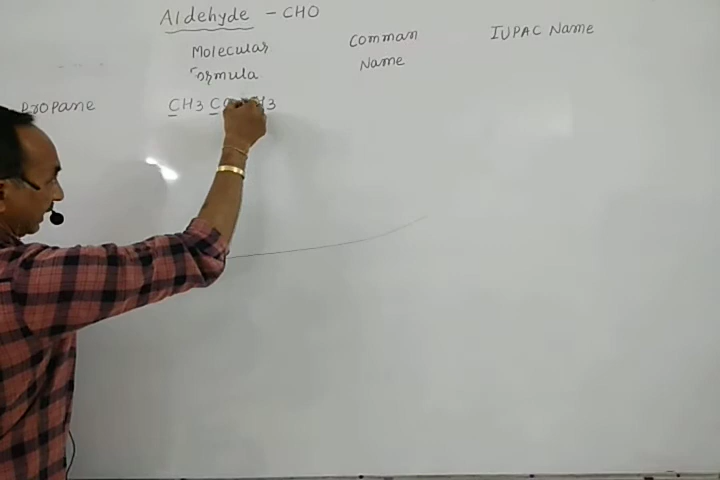 Aldehyde - CHO
Molecular
Formula
Comman
Name
IUPAC Name
Propane
CH3